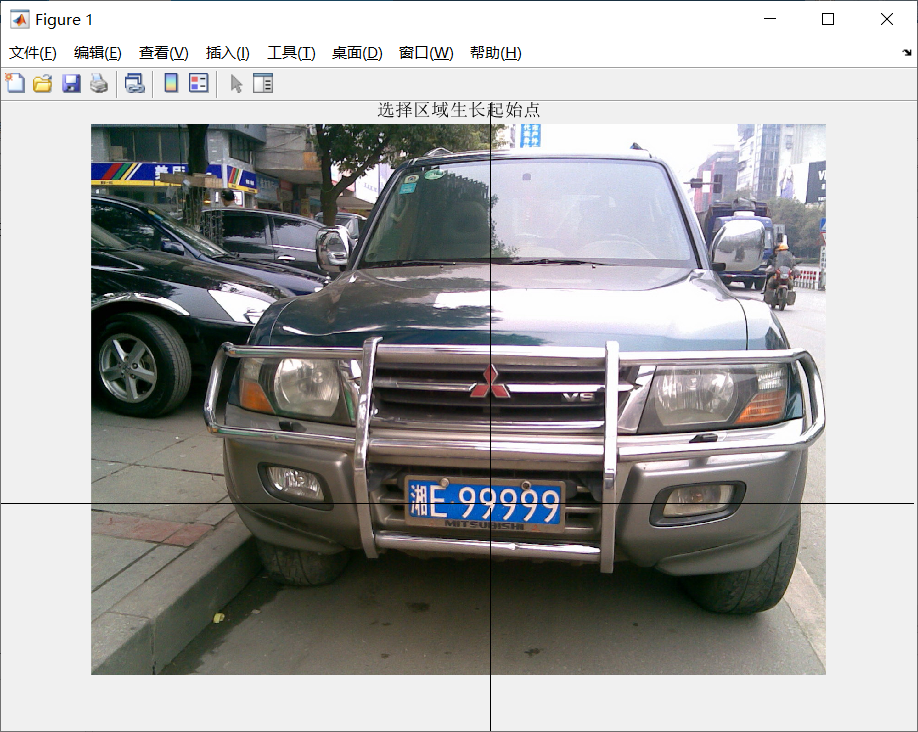 Figure 1
文件(F) 编辑(E) 查看(V) 插入(I) 工具(T) 桌面(D) 窗口(W) 帮助(H)
选择区域生长起始点
V6
湘E 99999
MITSUBISHI